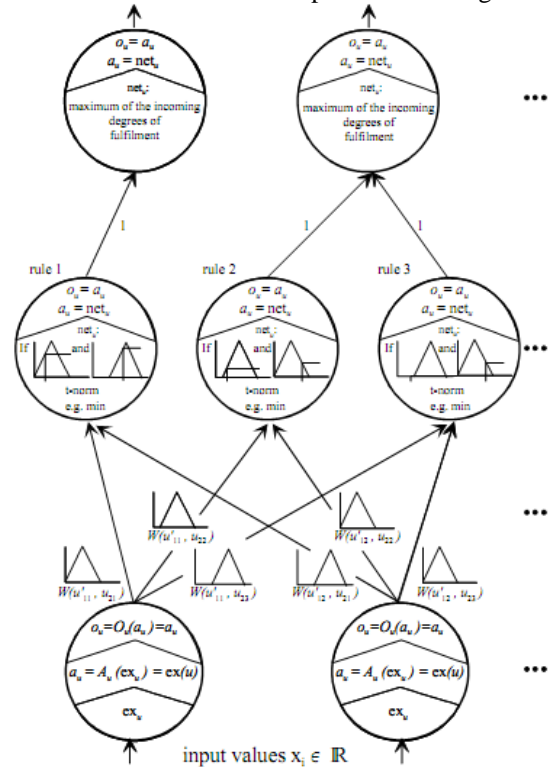 oᵤ = aᵤ
aᵤ = netᵤ
netᵤ:
maximum of the incoming
degrees of
fulfilment
oᵤ = aᵤ
aᵤ = netᵤ
netᵤ:
maximum of the incoming
degrees of
fulfilment
•••
1
1
1
rule 1
oᵤ = aᵤ
aᵤ = netᵤ
netᵤ:
If and
t-norm
e.g. min
rule 2
oᵤ = aᵤ
aᵤ = netᵤ
netᵤ:
If and
t-norm
e.g. min
rule 3
oᵤ = aᵤ
aᵤ = netᵤ
netᵤ:
If and
t-norm
e.g. min
•••
•••
W(u'₁₁ , u₂₂)
W(u'₁₂ , u₂₂)
W(u'₁₁ , u₂₁)
W(u'₁₁ , u₂₃)
W(u'₁₂ , u₂₁)
W(u'₁₂ , u₂₃)
oᵤ=Oᵤ(aᵤ)=aᵤ
aᵤ = Aᵤ (exᵤ) = ex(u)
exᵤ
oᵤ=Oᵤ(aᵤ)=aᵤ
aᵤ = Aᵤ (exᵤ) = ex(u)
exᵤ
•••
input values xᵢ ϵ ℝ